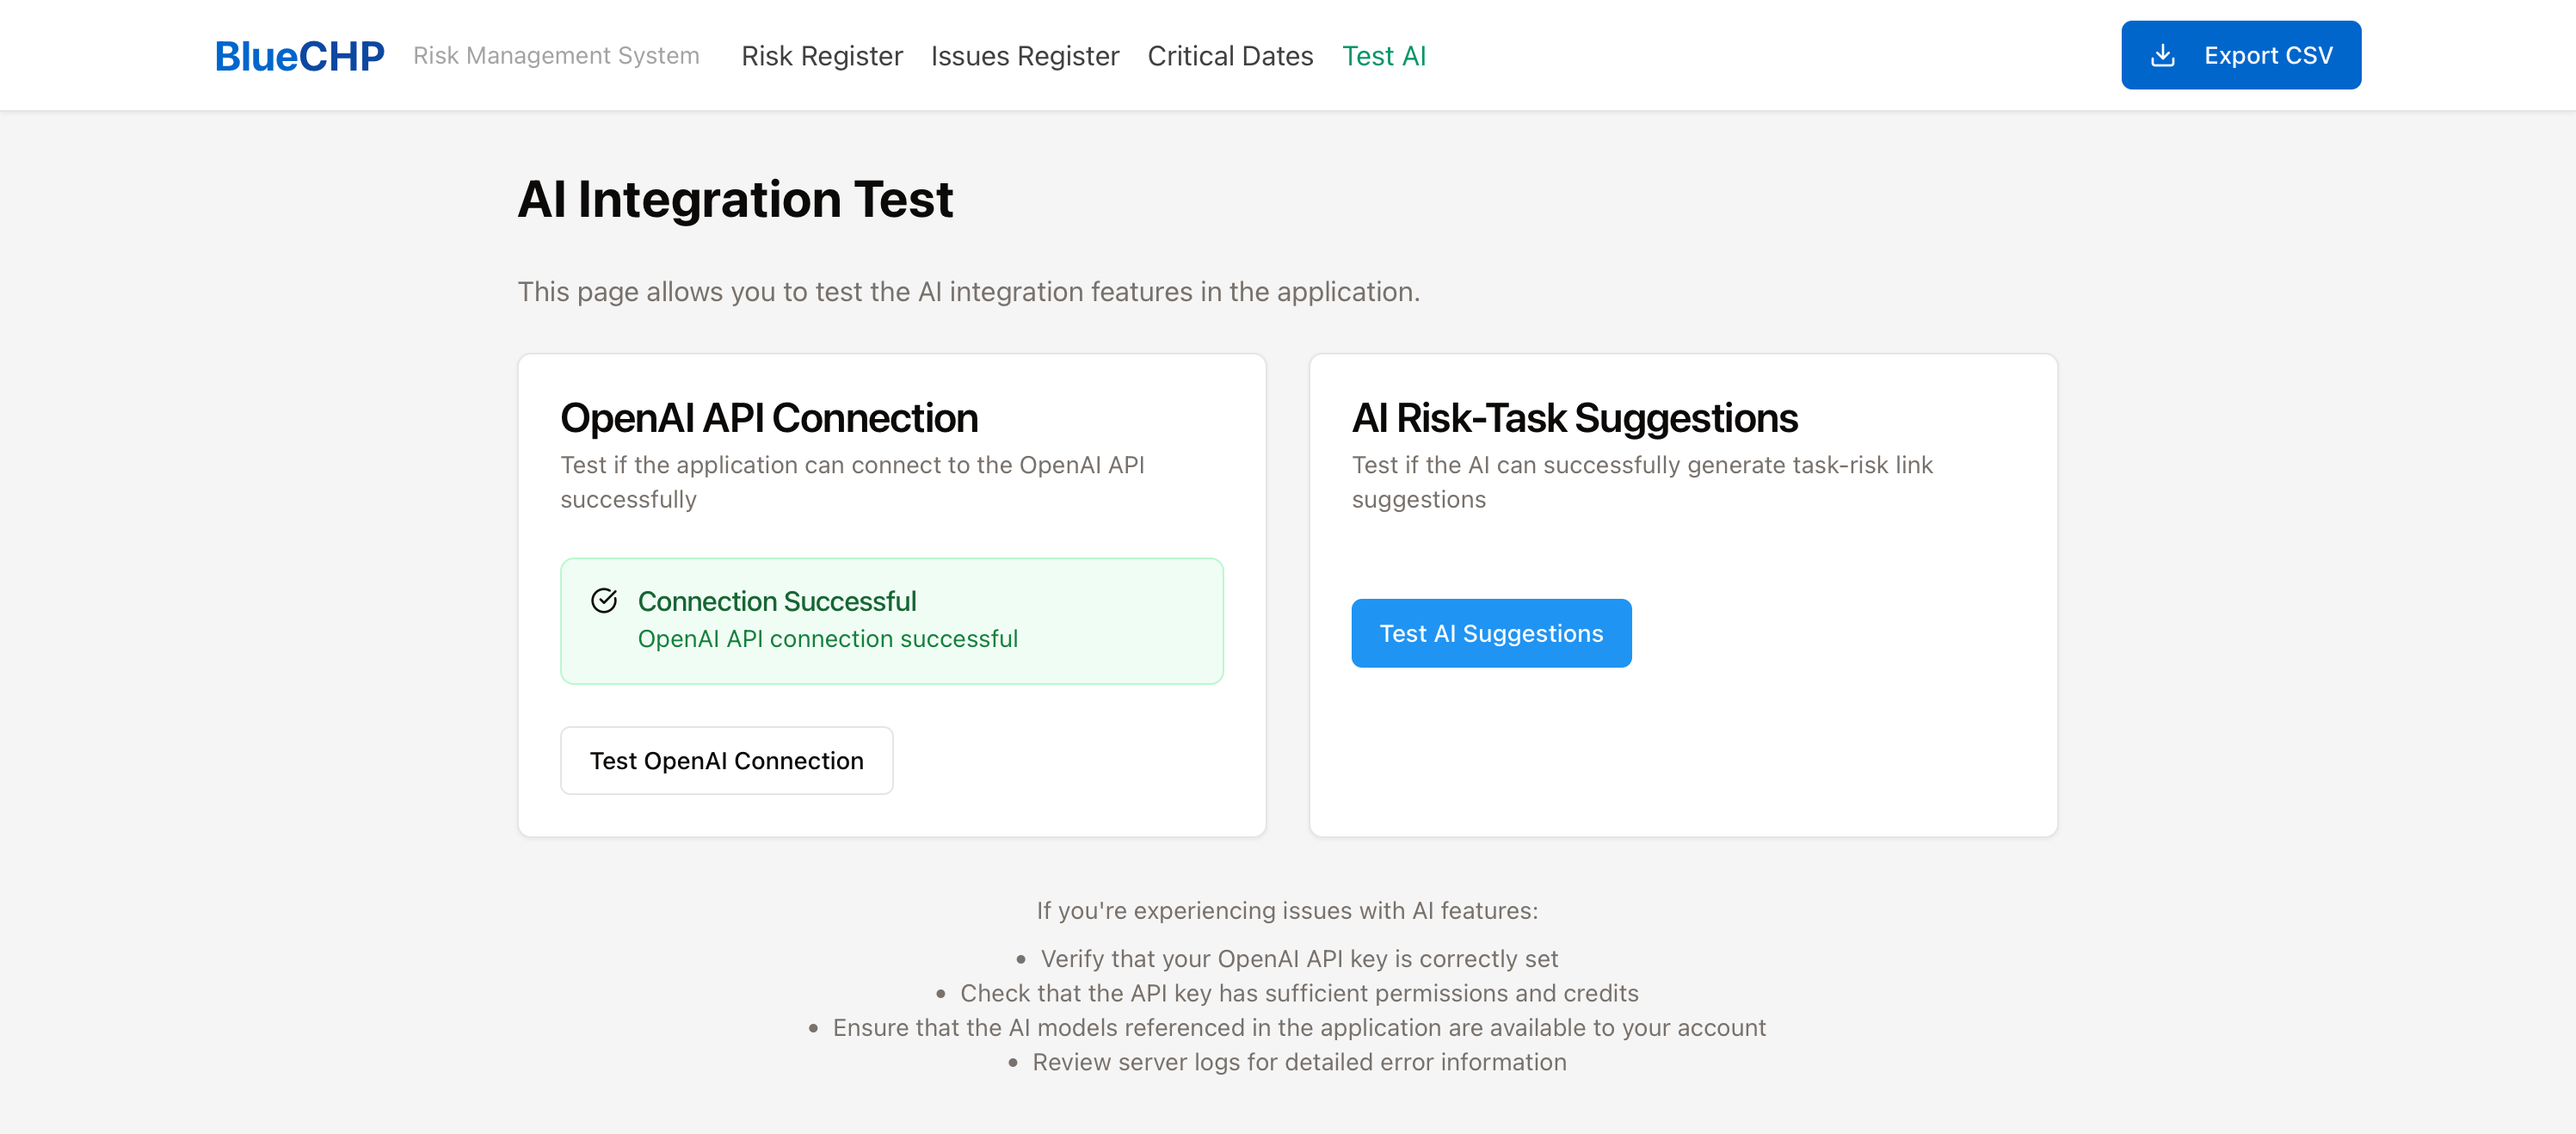 BlueCHP Risk Management System Risk Register Issues Register Critical Dates Test AI Export CSV
AI Integration Test
This page allows you to test the AI integration features in the application.
OpenAI API Connection
Test if the application can connect to the OpenAI API
successfully
Connection Successful
OpenAI API connection successful
Test OpenAI Connection
AI Risk-Task Suggestions
Test if the AI can successfully generate task-risk link
suggestions
Test AI Suggestions
If you're experiencing issues with AI features:
• Verify that your OpenAI API key is correctly set
• Check that the API key has sufficient permissions and credits
• Ensure that the AI models referenced in the application are available to your account
• Review server logs for detailed error information